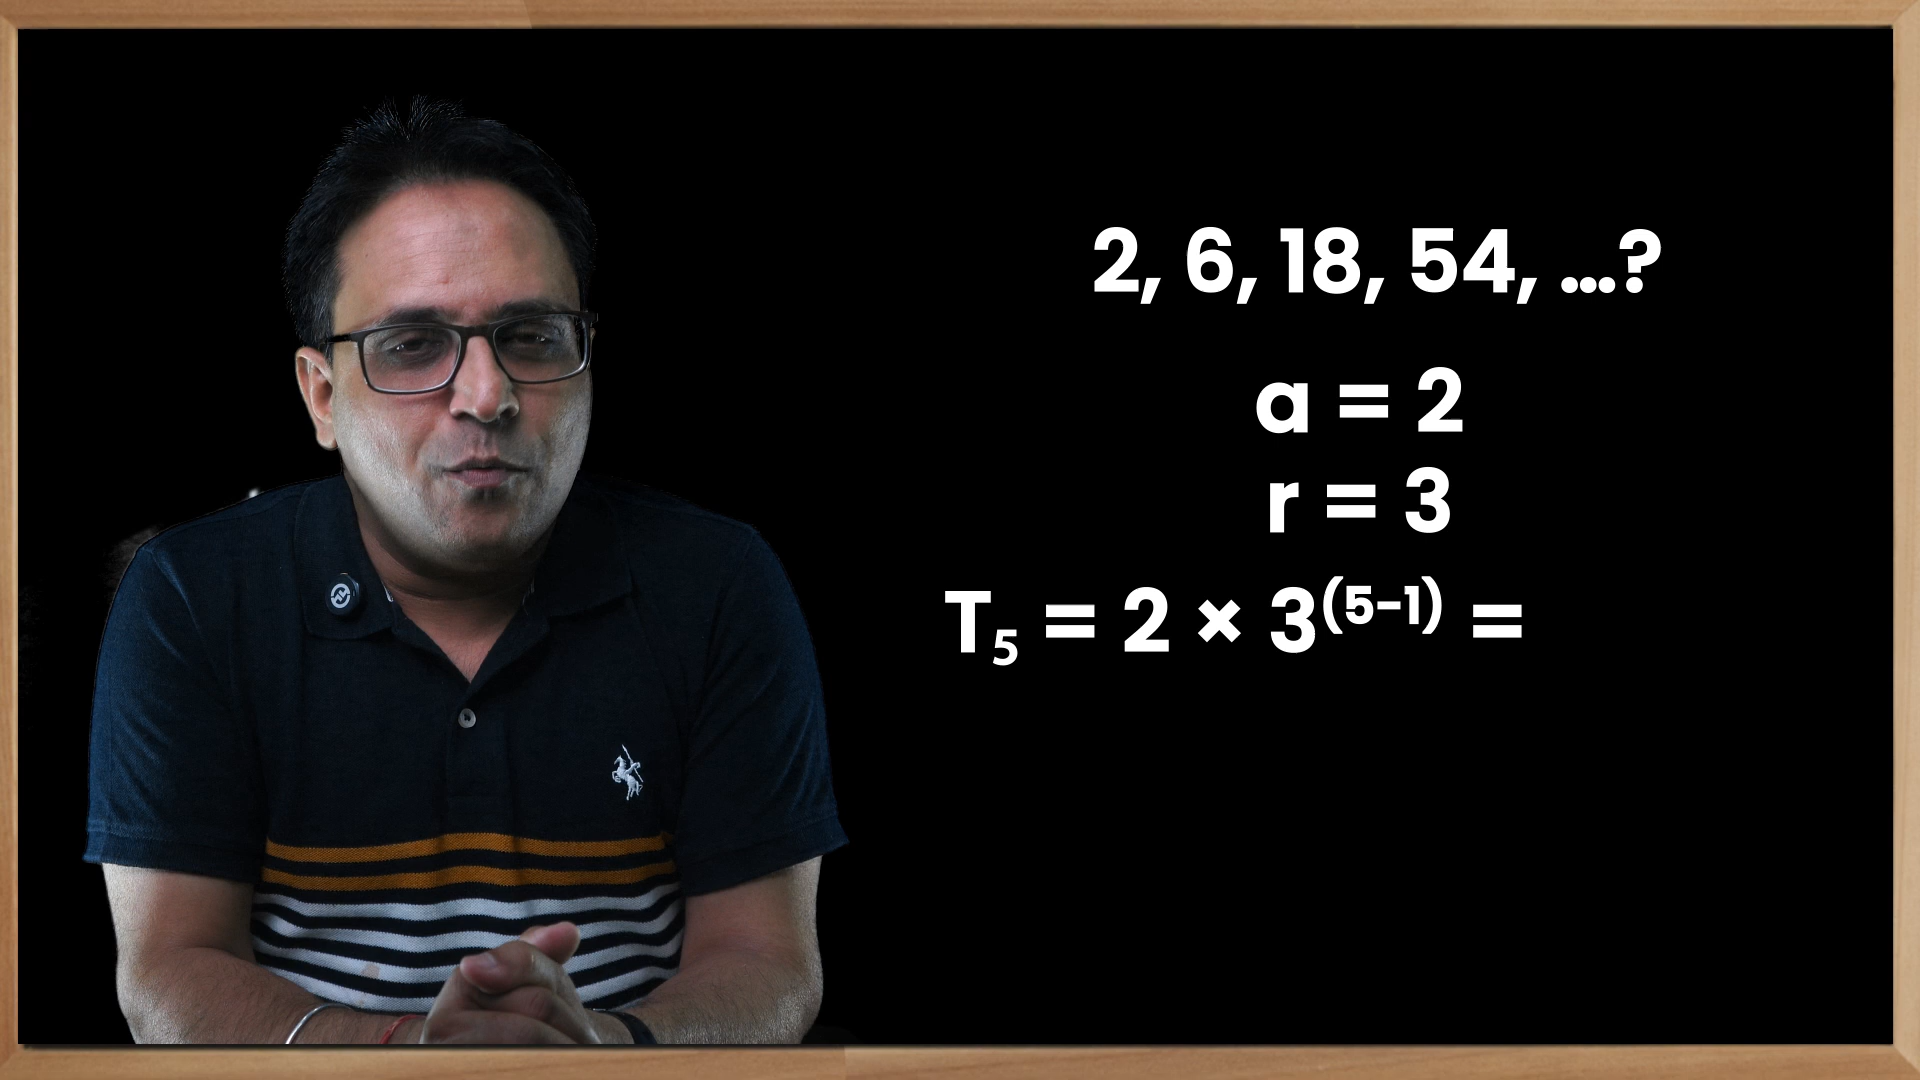 2, 6, 18, 54, ...?
a = 2
r = 3
T₅ = 2 × 3⁽⁵⁻¹⁾ =